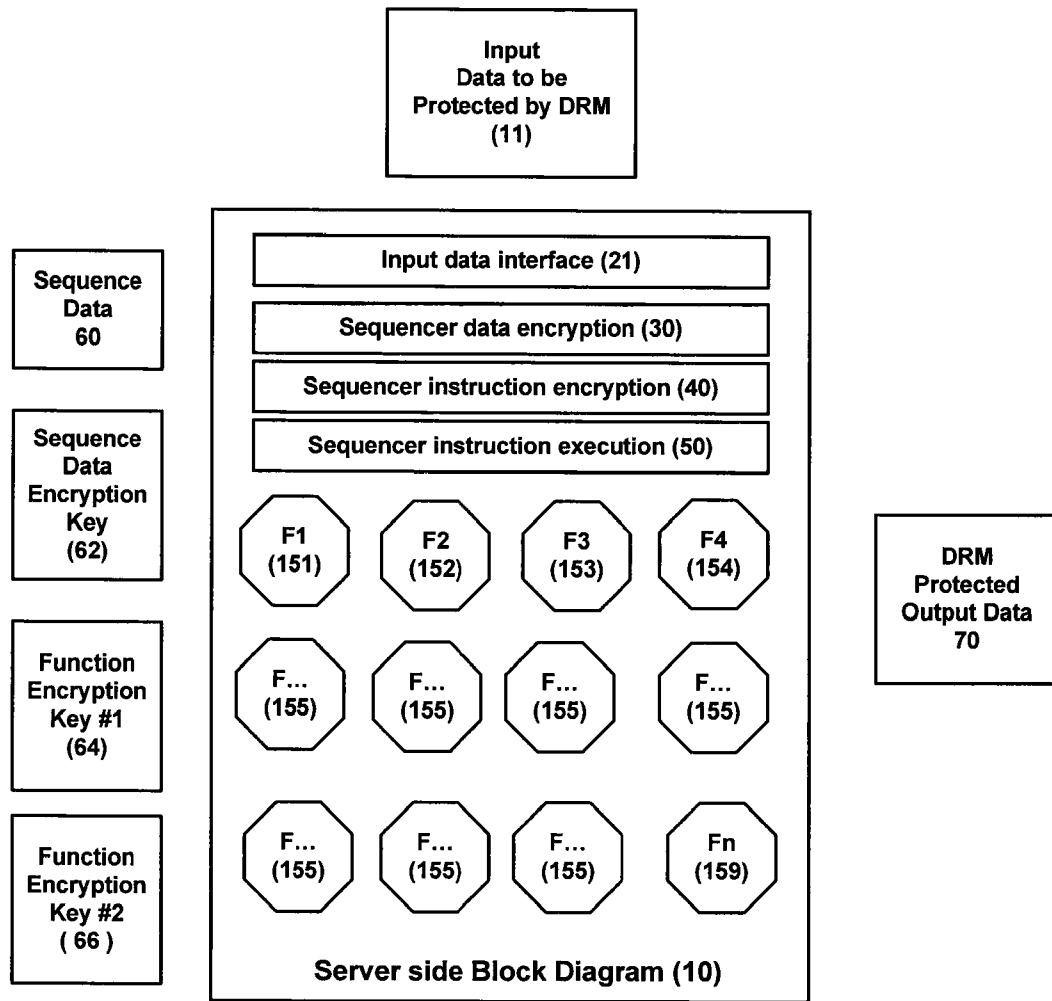 Input
Data to be
Protected by DRM
(11)
Input data interface (21)
Sequencer data encryption (30)
Sequencer instruction encryption (40)
Sequencer instruction execution (50)
Sequence
Data
60
Sequence
Data
Encryption
Key
(62)
Function
Encryption
Key #1
(64)
Function
Encryption
Key #2
( 66 )
F1
(151)
F2
(152)
F3
(153)
F4
(154)
F...
(155)
F...
(155)
F...
(155)
F...
(155)
F...
(155)
F...
(155)
F...
(155)
Fn
(159)
Server side Block Diagram (10)
DRM
Protected
Output Data
70